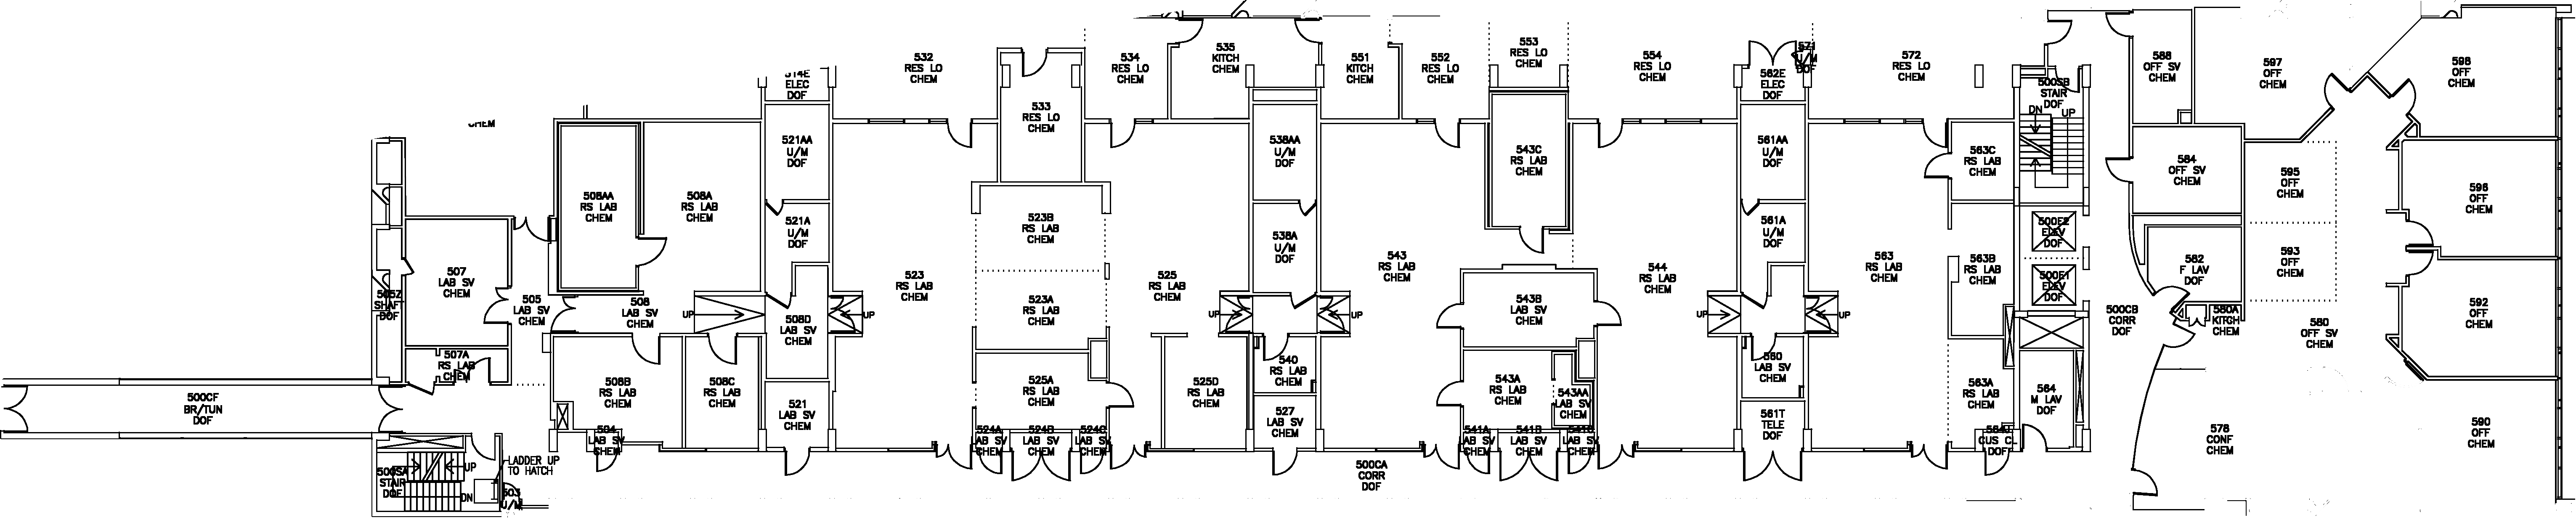 532
RES LO
CHEM
534
RES LO
CHEM
535
KITCH
CHEM
551
KITCH
CHEM
552
RES LO
CHEM
553
RES LO
CHEM
554
RES LO
CHEM
562E
ELEC
DOF
571
U/M
DOF
572
RES LO
CHEM
588
OFF SV
CHEM
597
OFF
CHEM
598
OFF
CHEM
514E
ELEC
DOF
533
RES LO
CHEM
500SB
STAIR
DOF
DN
UP
CHEM
521AA
U/M
DOF
538AA
U/M
DOF
543C
RS LAB
CHEM
561AA
U/M
DOF
563C
RS LAB
CHEM
584
OFF SV
CHEM
595
OFF
CHEM
596
OFF
CHEM
508AA
RS LAB
CHEM
508A
RS LAB
CHEM
521A
U/M
DOF
523B
RS LAB
CHEM
538A
U/M
DOF
561A
U/M
DOF
500E2
ELEV
DOF
507
LAB SV
CHEM
523
RS LAB
CHEM
525
RS LAB
CHEM
543
RS LAB
CHEM
544
RS LAB
CHEM
563
RS LAB
CHEM
563B
RS LAB
CHEM
500E1
ELEV
DOF
582
F LAV
DOF
593
OFF
CHEM
592
OFF
CHEM
505Z
SHAFT
DOF
505
LAB SV
CHEM
508
LAB SV
CHEM
UP
508D
LAB SV
CHEM
UP
523A
RS LAB
CHEM
UP
UP
543B
LAB SV
CHEM
UP
UP
500CB
CORR
DOF
580A
KITCH
CHEM
580
OFF SV
CHEM
507A
RS LAB
CHEM
508B
RS LAB
CHEM
508C
RS LAB
CHEM
521
LAB SV
CHEM
525A
RS LAB
CHEM
525D
RS LAB
CHEM
540
RS LAB
CHEM
527
LAB SV
CHEM
543A
RS LAB
CHEM
543AA
LAB SV
CHEM
560
LAB SV
CHEM
561T
TELE
DOF
563A
RS LAB
CHEM
564
M LAV
DOF
500CF
BR/TUN
DOF
504
LAB SV
CHEM
524A
LAB SV
CHEM
524B
LAB SV
CHEM
524C
LAB SV
CHEM
541A
LAB SV
CHEM
541B
LAB SV
CHEM
LAB SV
CHEM
CUS CL
DOF
578
CONF
CHEM
590
OFF
CHEM
500SA
STAIR
DOF
UP
DN
LADDER UP
TO HATCH
503
U/M
500CA
CORR
DOF